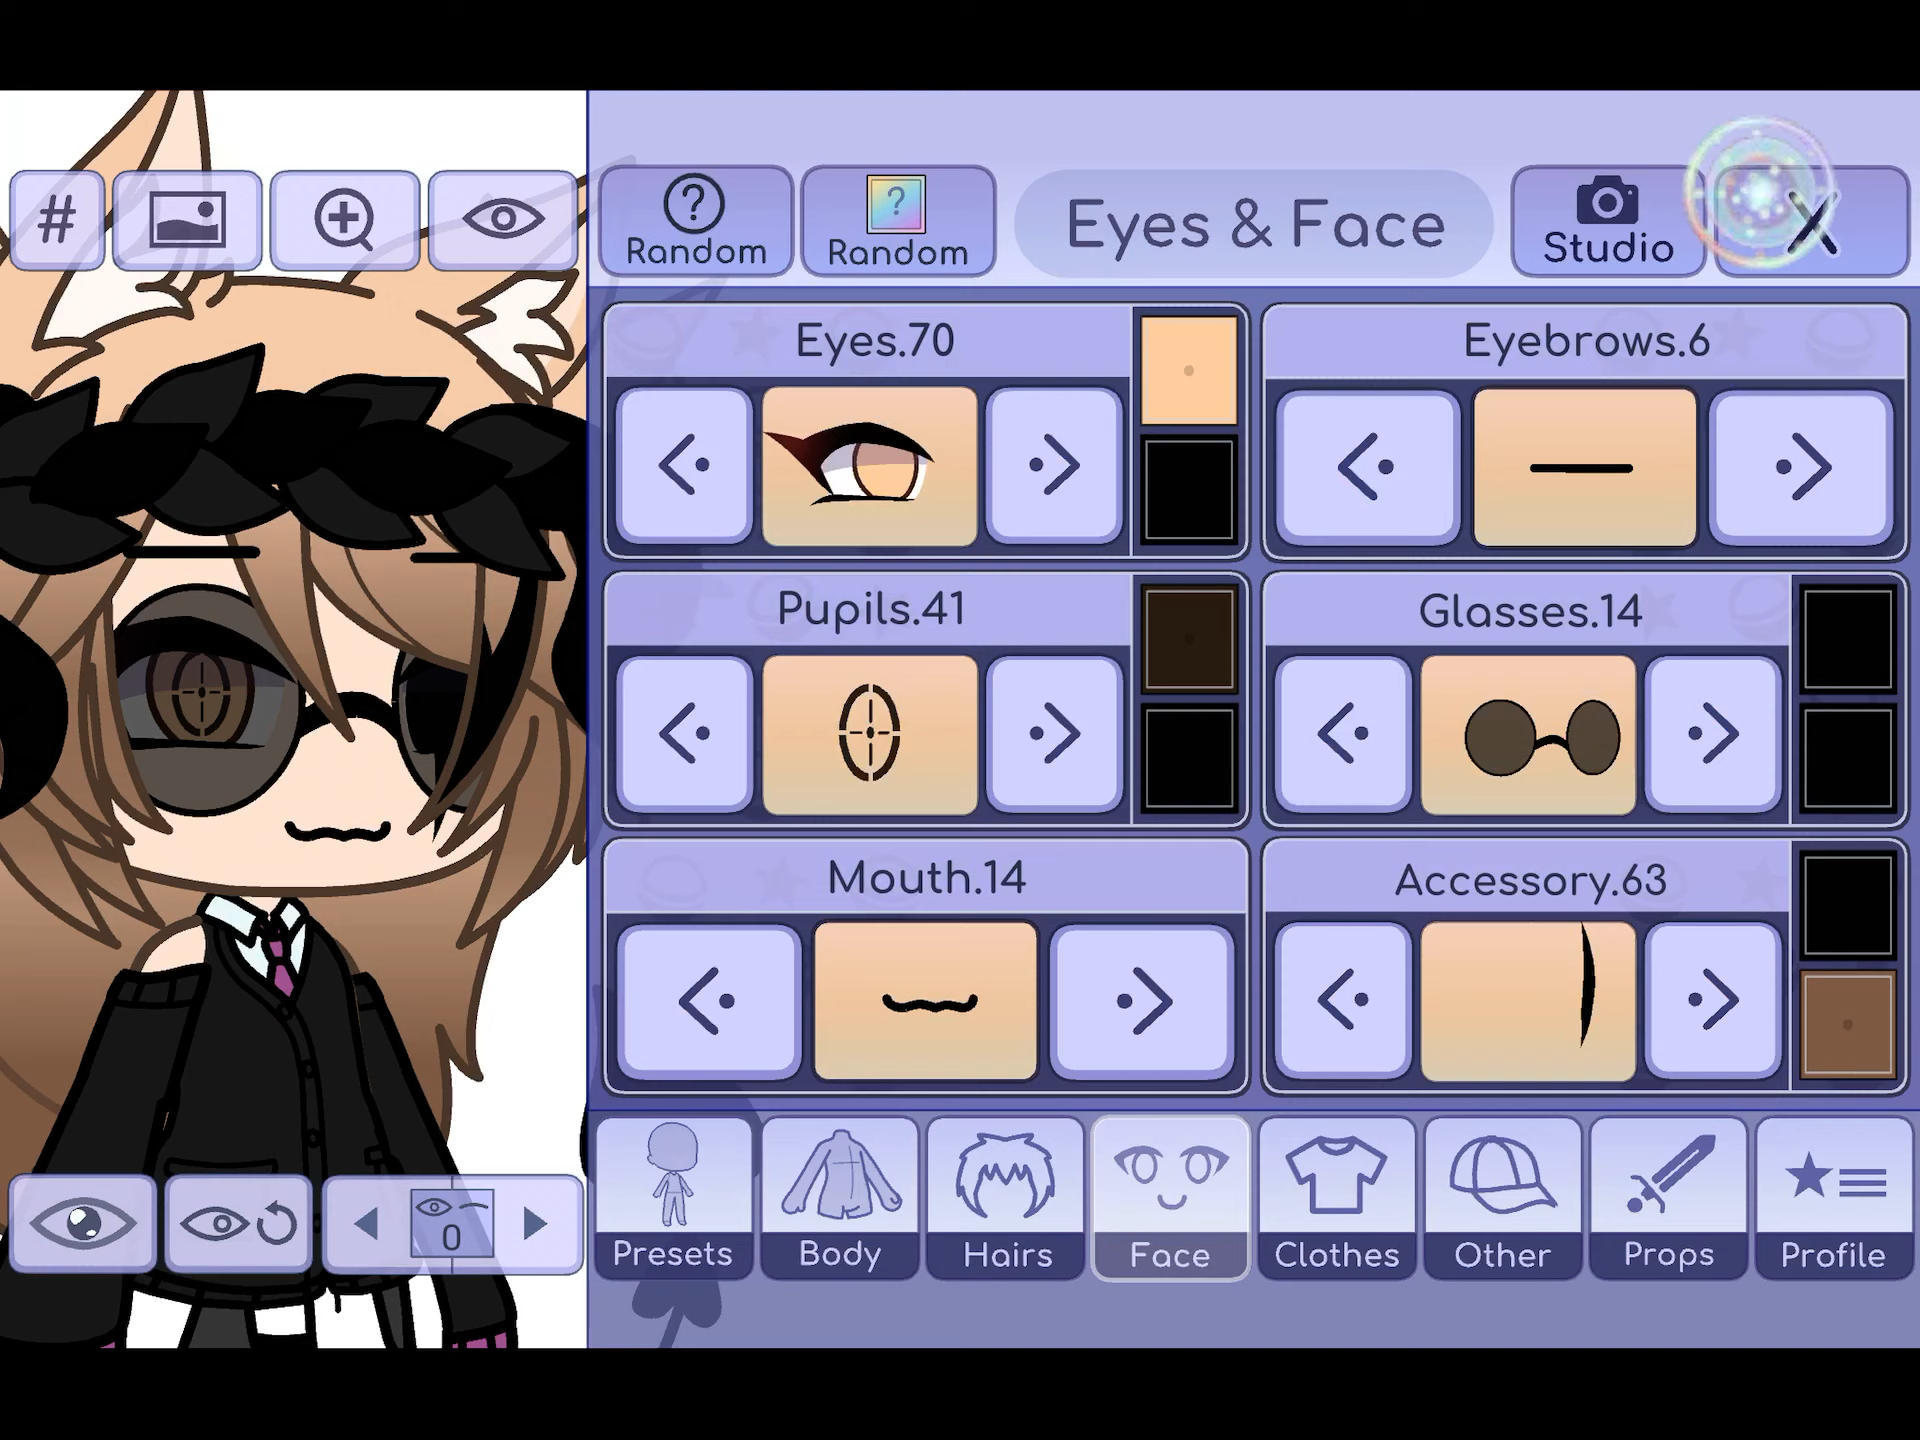 #
? Random
? Random
Eyes & Face
Studio
X
Eyes.70
Eyebrows.6
Pupils.41
Glasses.14
Mouth.14
Accessory.63
0
Presets
Body
Hairs
Face
Clothes
Other
Props
Profile